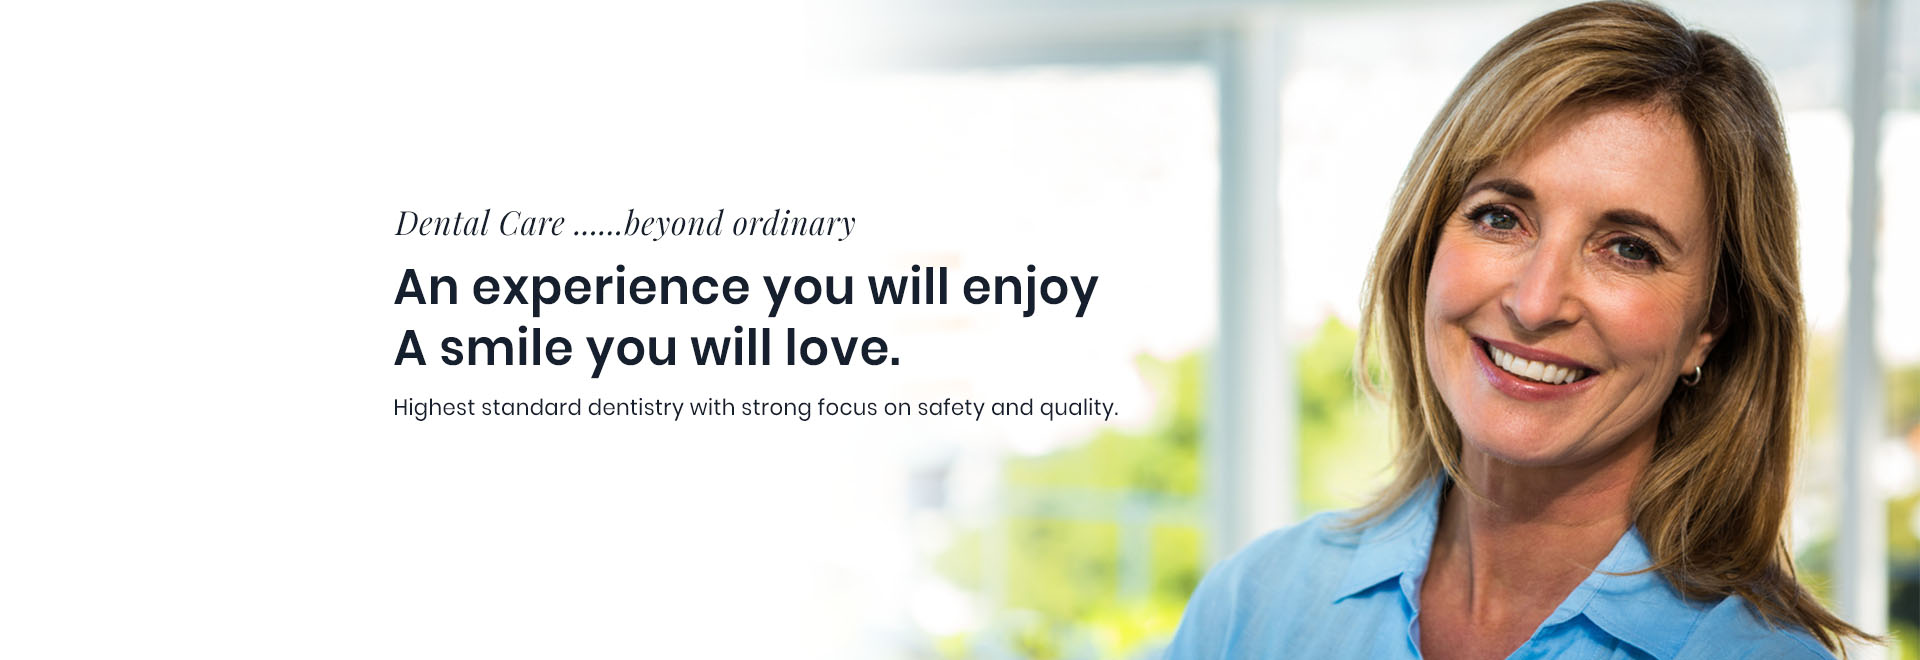 Dental Care ......beyond ordinary
An experience you will enjoy
A smile you will love.
Highest standard dentistry with strong focus on safety and quality.